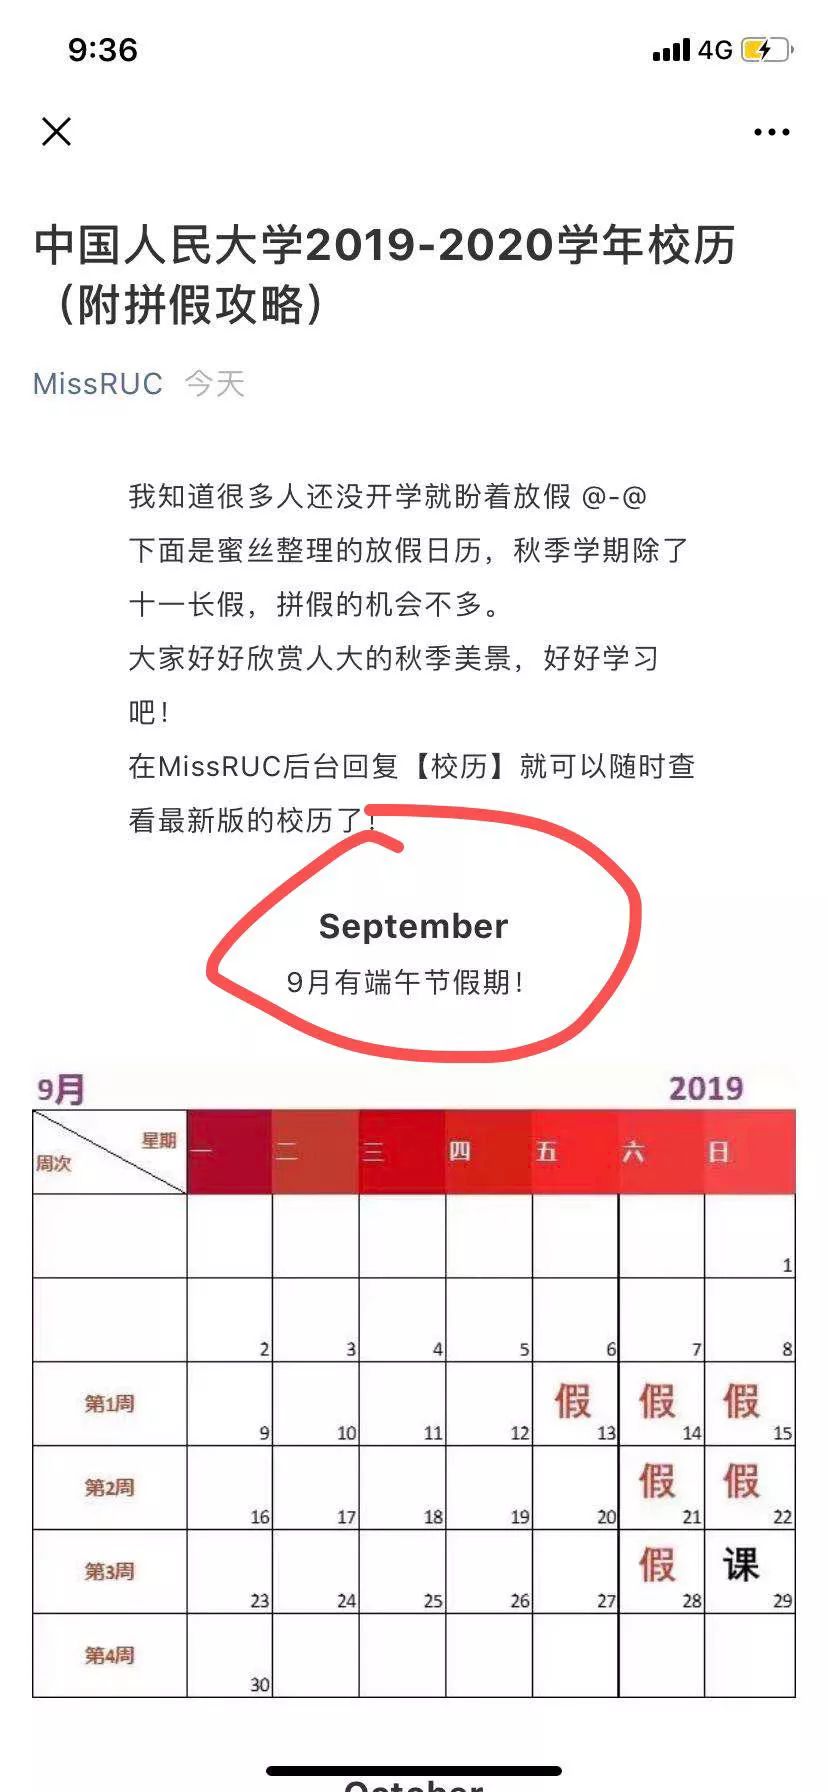 9:36
4G
中国人民大学2019-2020学年校历
（附拼假攻略）
MissRUC 今天
我知道很多人还没开学就盼着放假 @-@
下面是蜜丝整理的放假日历，秋季学期除了
十一长假，拼假的机会不多。
大家好好欣赏人大的秋季美景，好好学习
吧！
在MissRUC后台回复【校历】就可以随时查
看最新版的校历了！
September
9月有端午节假期！
9月 2019
星期 一 二 三 四 五 六 日
周次
1
2 3 4 5 6 7 8
假 假 假
第1周 9 10 11 12 13 14 15
假 假
第2周 16 17 18 19 20 21 22
假 课
第3周 23 24 25 26 27 28 29
第4周 30
October